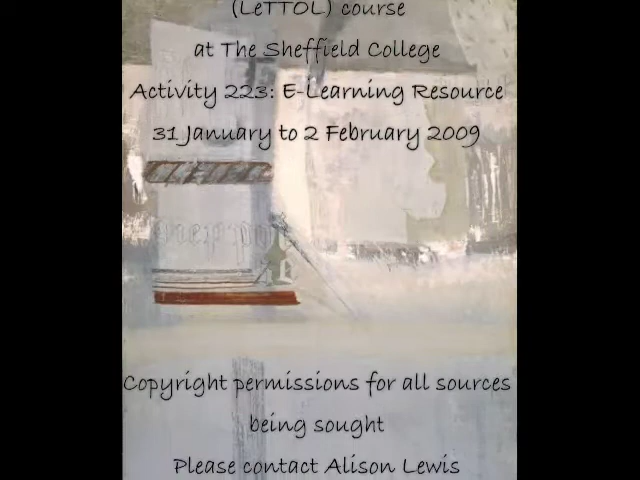 (LeTTOL) course
at The Sheffield College
Activity 223: E-Learning Resource
31 January to 2 February 2009
Copyright permissions for all sources
being sought
Please contact Alison Lewis